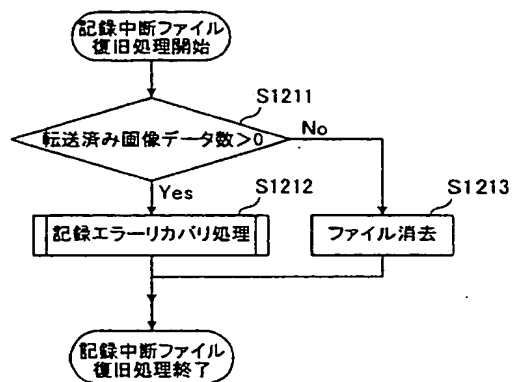 記録中断ファイル
復旧処理開始
S1211
転送済み画像データ数>0
No
Yes
S1212
S1213
記録エラーリカバリ処理
ファイル消去
記録中断ファイル
復旧処理終了